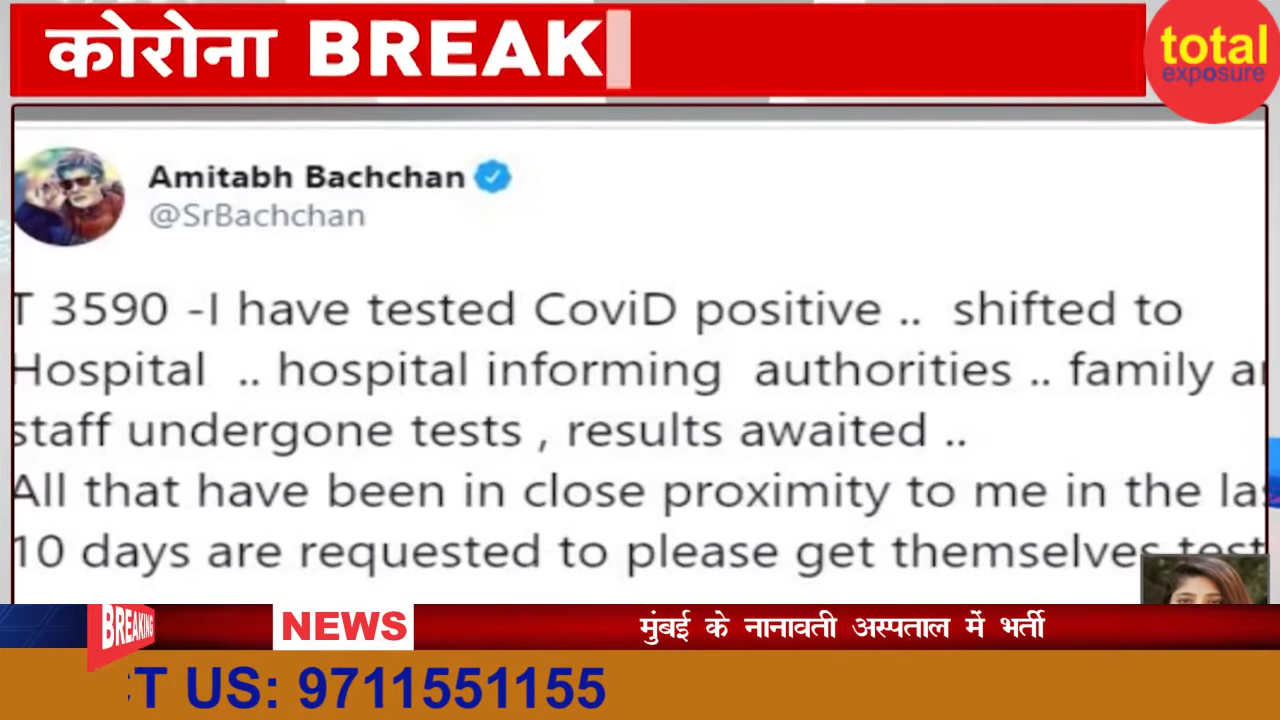 कोरोना BREAK
total
exposure
Amitabh Bachchan
@SrBachchan
T 3590 -I have tested CoviD positive .. shifted to
Hospital .. hospital informing authorities .. family
staff undergone tests , results awaited ..
All that have been in close proximity to me in the
10 days are requested to please get themselves
BREAKING
NEWS
मुंबई के नानावती अस्पताल में भर्ती
T US: 9711551155